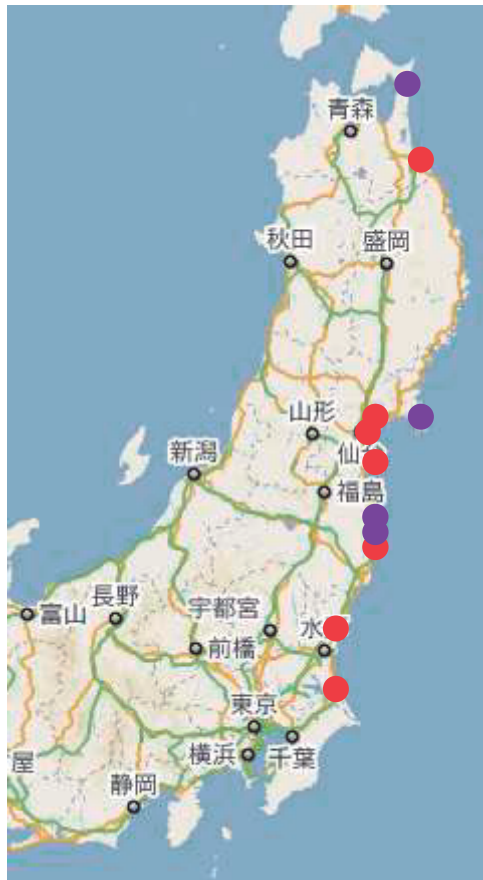 青森
秋田
盛岡
山形
仙台
新潟
福島
宇都宮
長野
富山
水
前橋
東京
横浜
千葉
屋
静岡